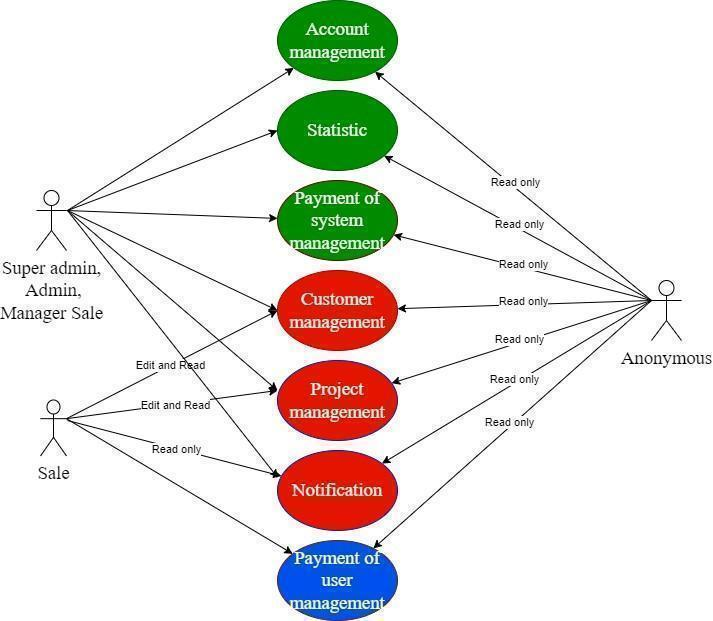 Account
management
Statistic
Payment of
system
management
Customer
management
Project
management
Notification
Payment of
user
management
Super admin,
Admin,
Manager Sale
Sale
Anonymous
Edit and Read
Edit and Read
Read only
Read only
Read only
Read only
Read only
Read only
Read only
Read only